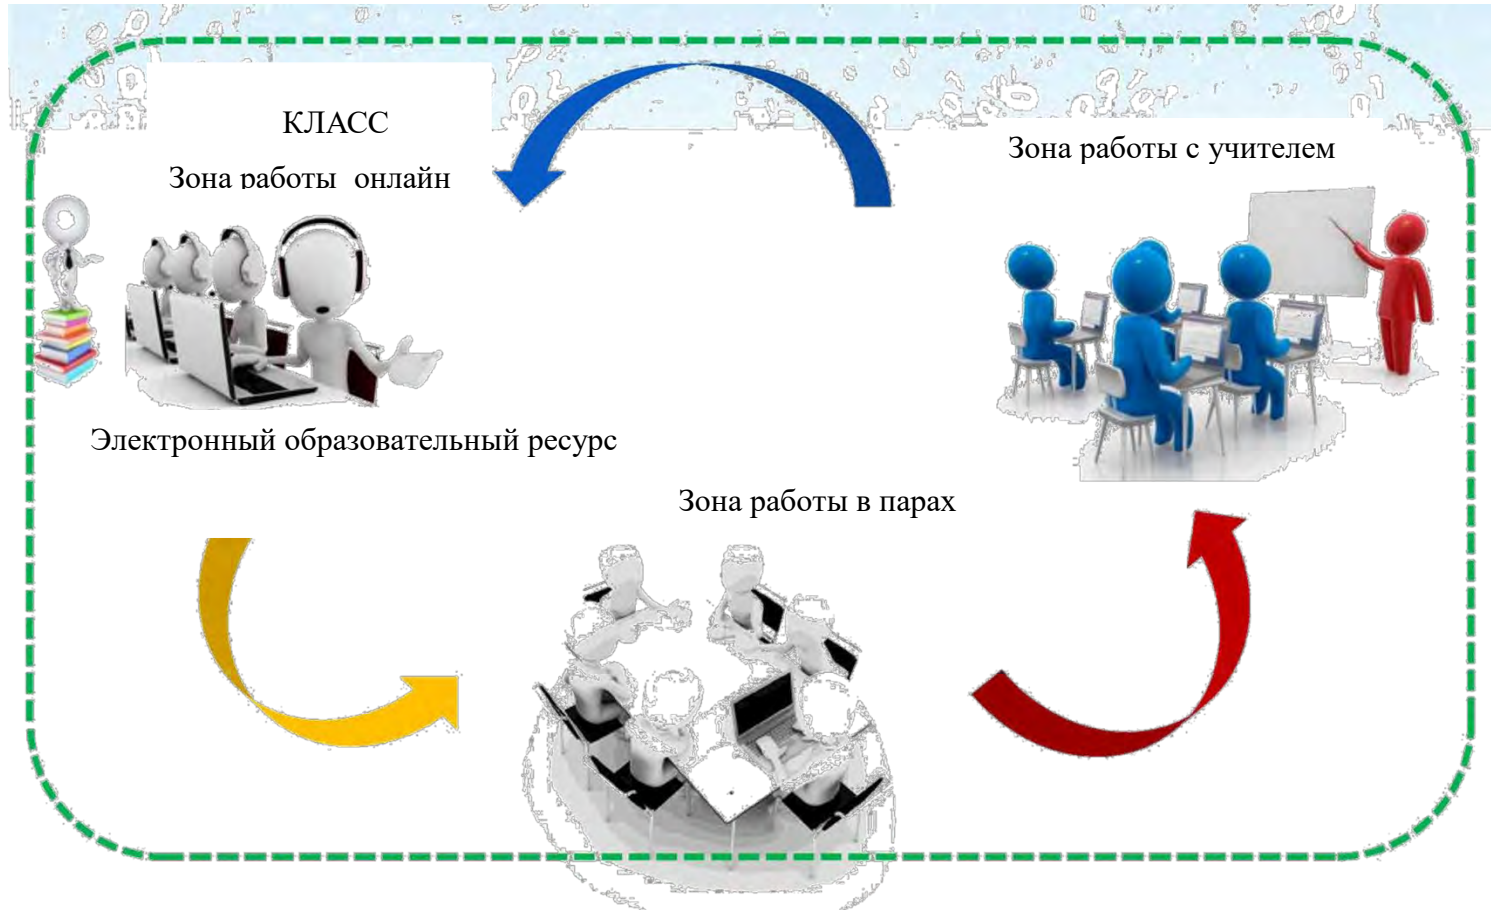 КЛАСС
Зона работы онлайн
Зона работы с учителем
Электронный образовательный ресурс
Зона работы в парах